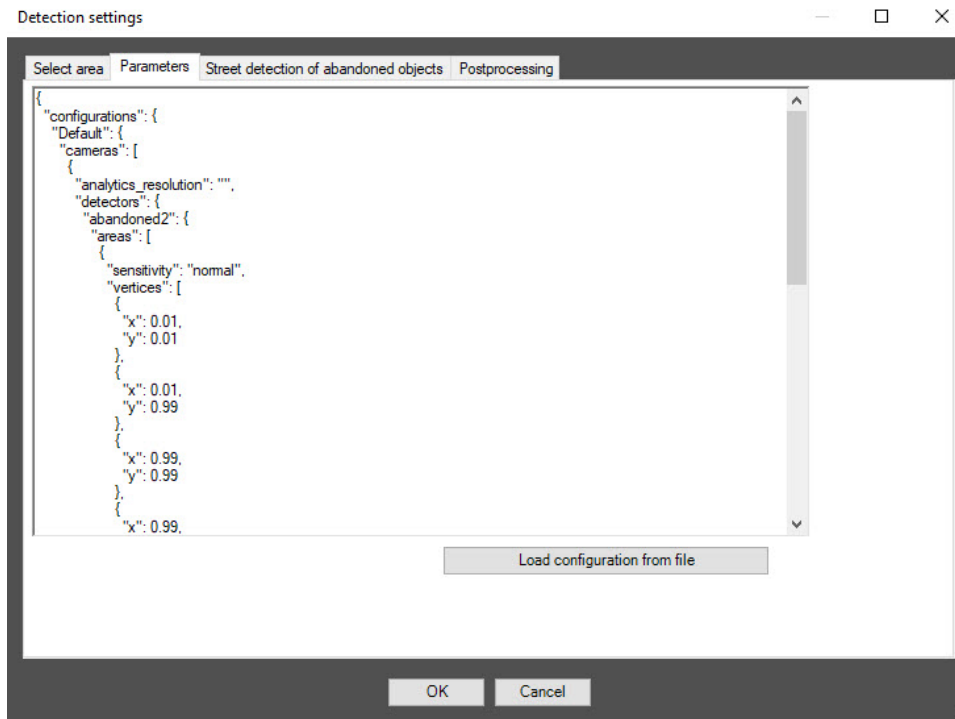 Detection settings
Select area Parameters Street detection of abandoned objects Postprocessing
{
"configurations": {
"Default": {
"cameras": [
{
"analytics_resolution": "",
"detectors": {
"abandoned2": {
"areas": [
{
"sensitivity": "normal",
"vertices": [
{
"x": 0.01,
"y": 0.01
},
{
"x": 0.01,
"y": 0.99
},
{
"x": 0.99,
"y": 0.99
},
{
"x": 0.99,
Load configuration from file
OK Cancel